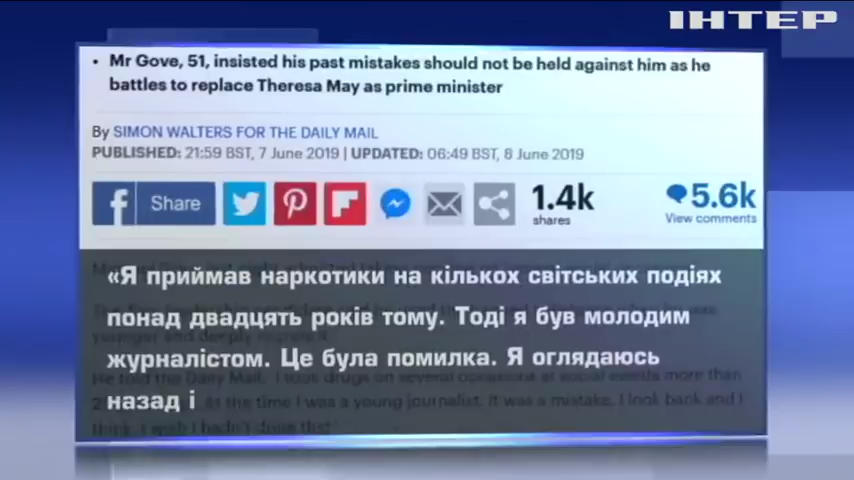 ІНТЕР
• Mr Gove, 51, insisted his past mistakes should not be held against him as he
battles to replace Theresa May as prime minister
By SIMON WALTERS FOR THE DAILY MAIL
PUBLISHED: 21:59 BST, 7 June 2019 | UPDATED: 06:49 BST, 8 June 2019
Share
1.4k
shares
5.6k
View comments
«Я приймав наркотики на кількох світських подіях
понад двадцять років тому. Тоді я був молодим
журналістом. Це була помилка. Я оглядаюсь
He told the Daily Mail: 'I took drugs on several occasions at social events more than
назад і
At the time I was a young journalist. It was a mistake. I look back and I
think, I wish I hadn't done that.'